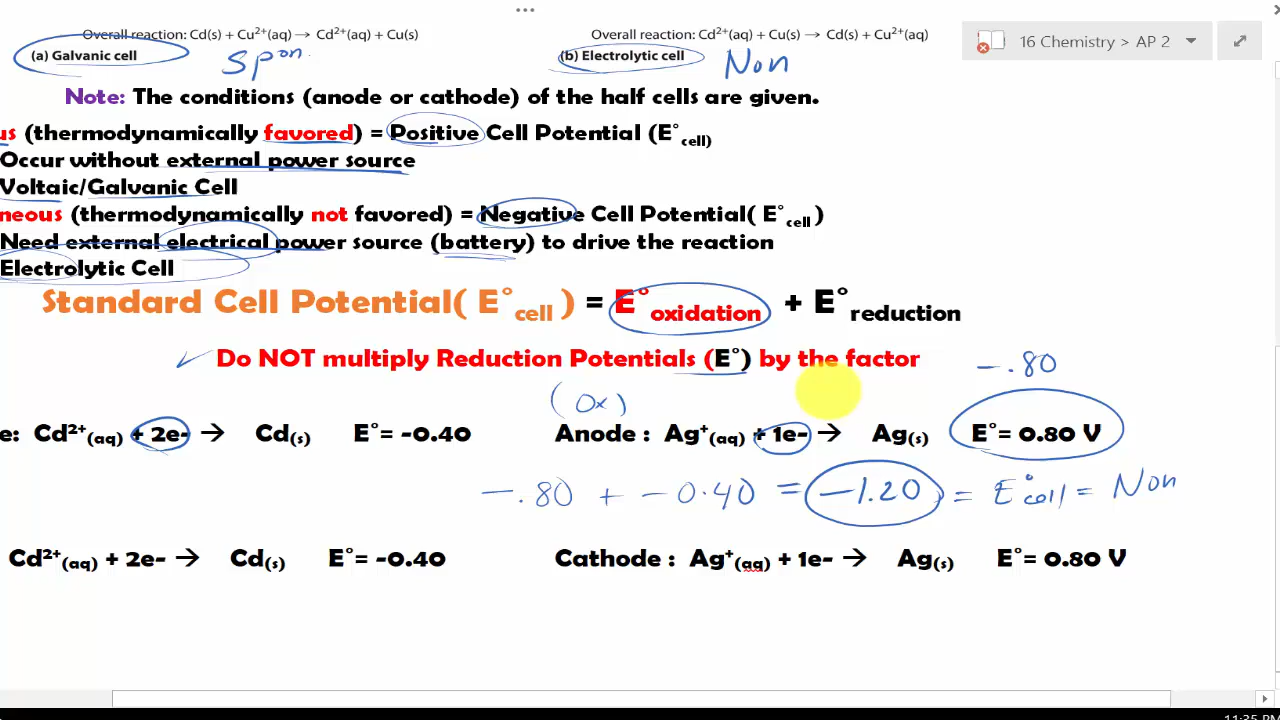 Overall reaction: Cd(s) + Cu²⁺(aq) → Cd²⁺(aq) + Cu(s)
Overall reaction: Cd²⁺(aq) + Cu(s) → Cd(s) + Cu²⁺(aq)
16 Chemistry > AP 2
(a) Galvanic cell
Spon.
(b) Electrolytic cell
Non
Note: The conditions (anode or cathode) of the half cells are given.
us (thermodynamically favored) = Positive Cell Potential (E°cell)
Occur without external power source
Voltaic/Galvanic Cell
neous (thermodynamically not favored) = Negative Cell Potential( E°cell )
Need external electrical power source (battery) to drive the reaction
Electrolytic Cell
Standard Cell Potential( E°cell ) = E°oxidation + E°reduction
Do NOT multiply Reduction Potentials (E°) by the factor
-.80
(Ox)
e: Cd²⁺(aq) + 2e- → Cd(s) E°= -0.40
Anode : Ag⁺(aq) + 1e- → Ag(s) E°= 0.80 V
-.80 + -0.40 = -1.20 = E°cell = Non
Cd²⁺(aq) + 2e- → Cd(s) E°= -0.40
Cathode : Ag⁺(aq) + 1e- → Ag(s) E°= 0.80 V